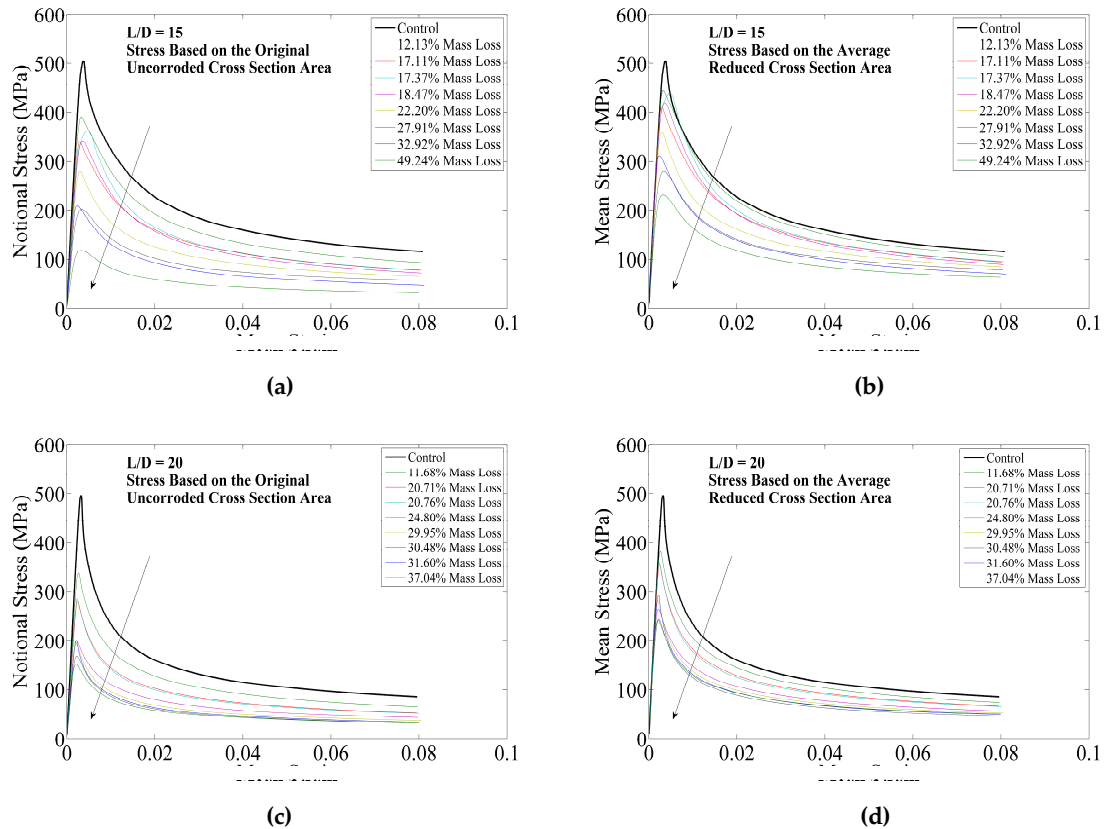 600
500
400
300
200
100
0
Notional Stress (MPa)
L/D = 15
Stress Based on the Original
Uncorroded Cross Section Area
Control
12.13% Mass Loss
17.11% Mass Loss
17.37% Mass Loss
18.47% Mass Loss
22.20% Mass Loss
27.91% Mass Loss
32.92% Mass Loss
49.24% Mass Loss
0 0.02 0.04 0.06 0.08 0.1
(a)
600
500
400
300
200
100
0
Mean Stress (MPa)
L/D = 15
Stress Based on the Average
Reduced Cross Section Area
Control
12.13% Mass Loss
17.11% Mass Loss
17.37% Mass Loss
18.47% Mass Loss
22.20% Mass Loss
27.91% Mass Loss
32.92% Mass Loss
49.24% Mass Loss
0 0.02 0.04 0.06 0.08 0.1
(b)
600
500
400
300
200
100
0
Notional Stress (MPa)
L/D = 20
Stress Based on the Original
Uncorroded Cross Section Area
Control
11.68% Mass Loss
20.71% Mass Loss
20.76% Mass Loss
24.80% Mass Loss
29.95% Mass Loss
30.48% Mass Loss
31.60% Mass Loss
37.04% Mass Loss
0 0.02 0.04 0.06 0.08 0.1
(c)
600
500
400
300
200
100
0
Mean Stress (MPa)
L/D = 20
Stress Based on the Average
Reduced Cross Section Area
Control
11.68% Mass Loss
20.71% Mass Loss
20.76% Mass Loss
24.80% Mass Loss
29.95% Mass Loss
30.48% Mass Loss
31.60% Mass Loss
37.04% Mass Loss
0 0.02 0.04 0.06 0.08 0.1
(d)